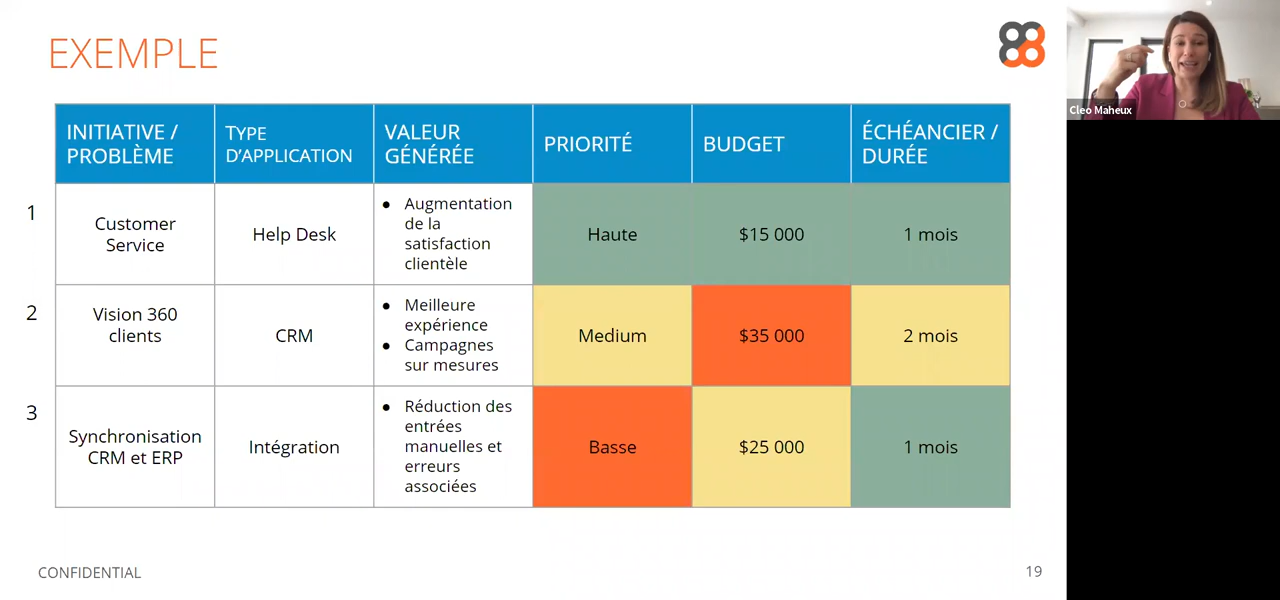 EXEMPLE
INITIATIVE /
PROBLÈME
TYPE
D’APPLICATION
VALEUR
GÉNÉRÉE
PRIORITÉ
BUDGET
ÉCHÉANCIER /
DURÉE
1
Customer
Service
Help Desk
● Augmentation
de la
satisfaction
clientèle
Haute
$15 000
1 mois
2
Vision 360
clients
CRM
● Meilleure
expérience
● Campagnes
sur mesures
Medium
$35 000
2 mois
3
Synchronisation
CRM et ERP
Intégration
● Réduction des
entrées
manuelles et
erreurs
associées
Basse
$25 000
1 mois
CONFIDENTIAL
19
Cleo Maheux